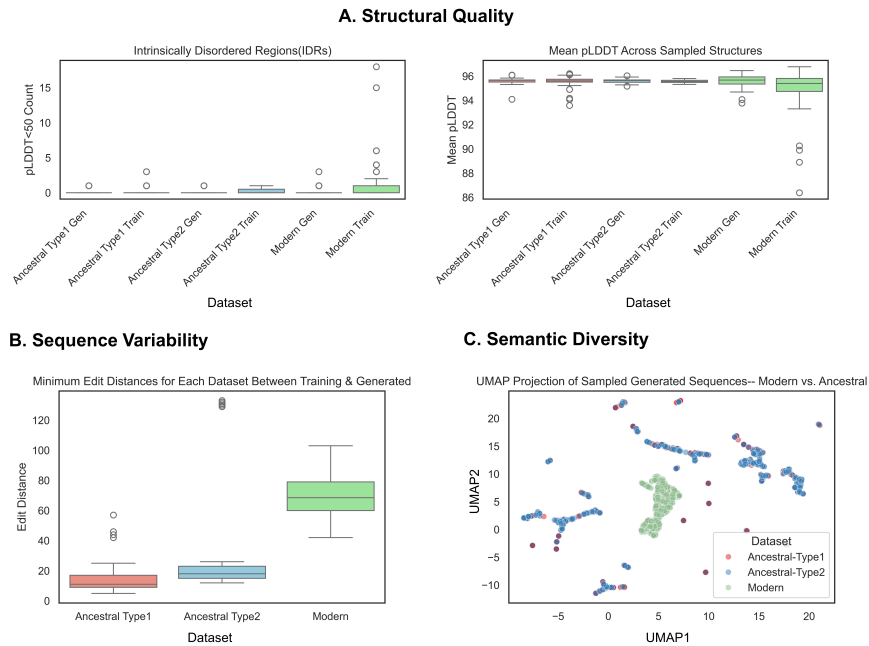 A. Structural Quality
Intrinsically Disordered Regions(IDRs)
pLDDT<50 Count
15
10
5
0
Ancestral Type1 Gen
Ancestral Type1 Train
Ancestral Type2 Gen
Ancestral Type2 Train
Modern Gen
Modern Train
Dataset
Mean pLDDT Across Sampled Structures
Mean pLDDT
96
94
92
90
88
86
Ancestral Type1 Gen
Ancestral Type1 Train
Ancestral Type2 Gen
Ancestral Type2 Train
Modern Gen
Modern Train
Dataset
B. Sequence Variability
Minimum Edit Distances for Each Dataset Between Training & Generated
Edit Distance
120
100
80
60
40
20
0
Ancestral Type1
Ancestral Type2
Modern
Dataset
C. Semantic Diversity
UMAP Projection of Sampled Generated Sequences-- Modern vs. Ancestral
UMAP2
20
15
10
5
0
−5
−10
Dataset
Ancestral-Type1
Ancestral-Type2
Modern
−5
0
5
10
15
20
UMAP1